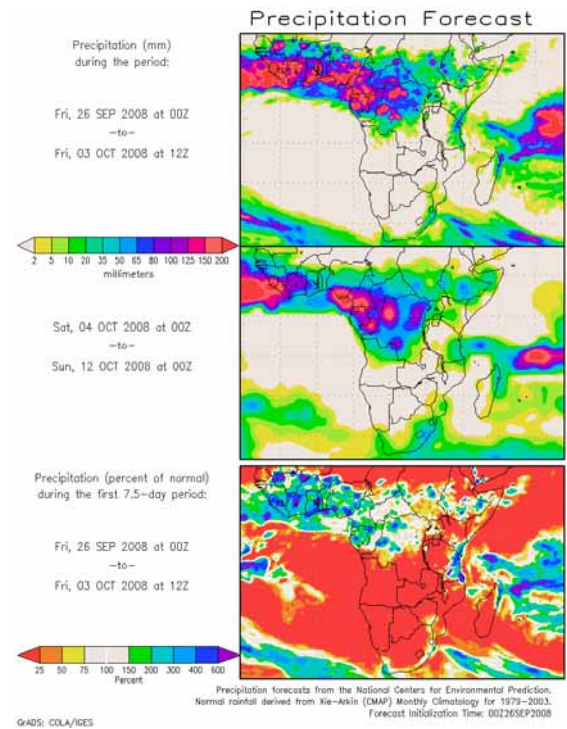 Precipitation Forecast
Precipitation (mm)
during the period:
Fri, 26 SEP 2008 at 00Z
—to—
Fri, 03 OCT 2008 at 12Z
2 5 10 20 35 50 65 80 100 125 150 200
millimeters
Sat, 04 OCT 2008 at 00Z
—to—
Sun, 12 OCT 2008 at 00Z
Precipitation (percent of normal)
during the first 7.5-day period:
Fri, 26 SEP 2008 at 00Z
—to—
Fri, 03 OCT 2008 at 12Z
25 50 75 100 150 200 300 400 600
Percent
Precipitation forecasts from the National Centers for Environmental Prediction.
Normal rainfall derived from Xie-Arkin (CMAP) Monthly Climatology for 1979-2003.
Forecast Initialization Time: 00Z26SEP2008
GrADS: COLA/IGES